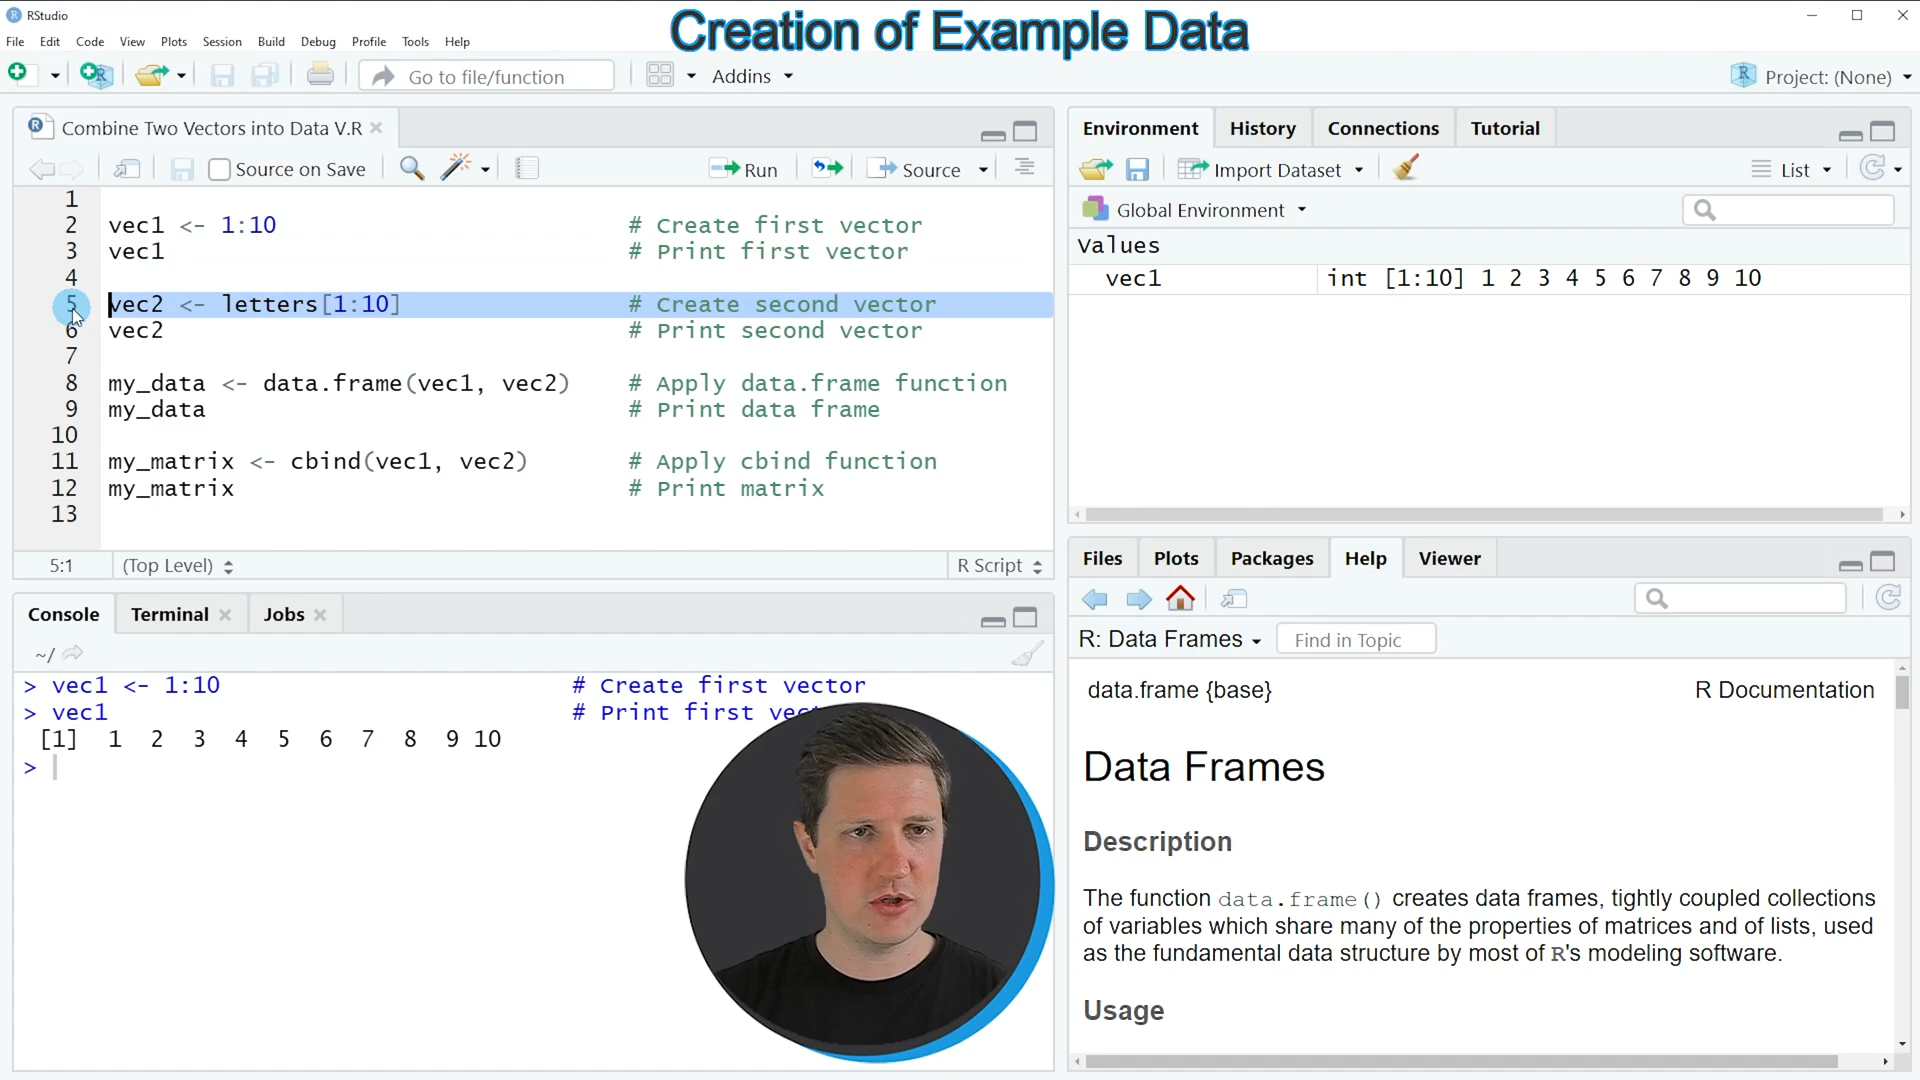 RStudio
Creation of Example Data
File Edit Code View Plots Session Build Debug Profile Tools Help
Go to file/function
Addins
Project: (None)
Combine Two Vectors into Data V.R
Source on Save
Run
Source
1
2 vec1 <- 1:10 # Create first vector
3 vec1 # Print first vector
4
5 vec2 <- letters[1:10] # Create second vector
6 vec2 # Print second vector
7
8 my_data <- data.frame(vec1, vec2) # Apply data.frame function
9 my_data # Print data frame
10
11 my_matrix <- cbind(vec1, vec2) # Apply cbind function
12 my_matrix # Print matrix
13
5:1 (Top Level) R Script
Console Terminal Jobs
~/
> vec1 <- 1:10 # Create first vector
> vec1 # Print first
[1] 1 2 3 4 5 6 7 8 9 10
>
Environment History Connections Tutorial
Import Dataset
List
Global Environment
Values
vec1 int [1:10] 1 2 3 4 5 6 7 8 9 10
Files Plots Packages Help Viewer
R: Data Frames Find in Topic
data.frame {base} R Documentation
Data Frames
Description
The function data.frame() creates data frames, tightly coupled collections
of variables which share many of the properties of matrices and of lists, used
as the fundamental data structure by most of R's modeling software.
Usage